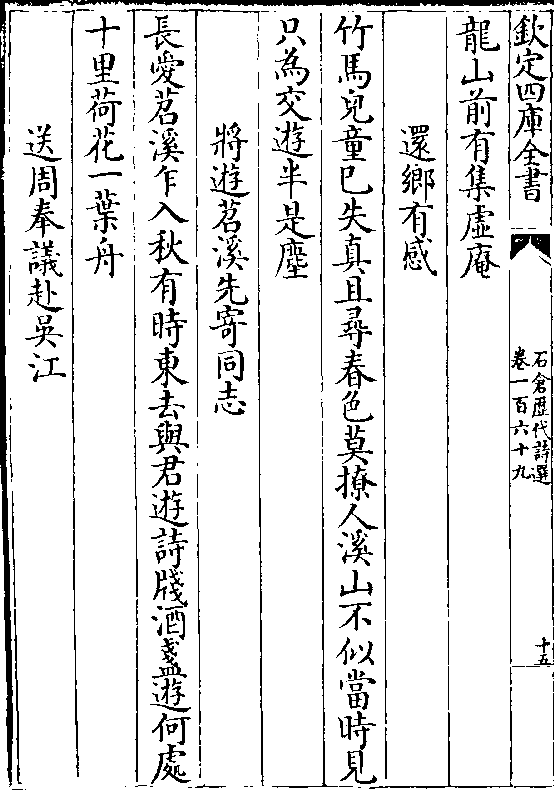 欽定四庫全書
石倉歴代詩選
卷一百六十九
十五
龍山前有集虛庵
還鄉有感
竹馬兒童已失真且尋春色莫撩人溪山不似當時見
只為交遊半是塵
將遊苕溪先寄同志
長愛苕溪乍入秋有時東去與君遊詩牋酒盞遊何處
十里荷花一葉舟
送周奉議赴吳江